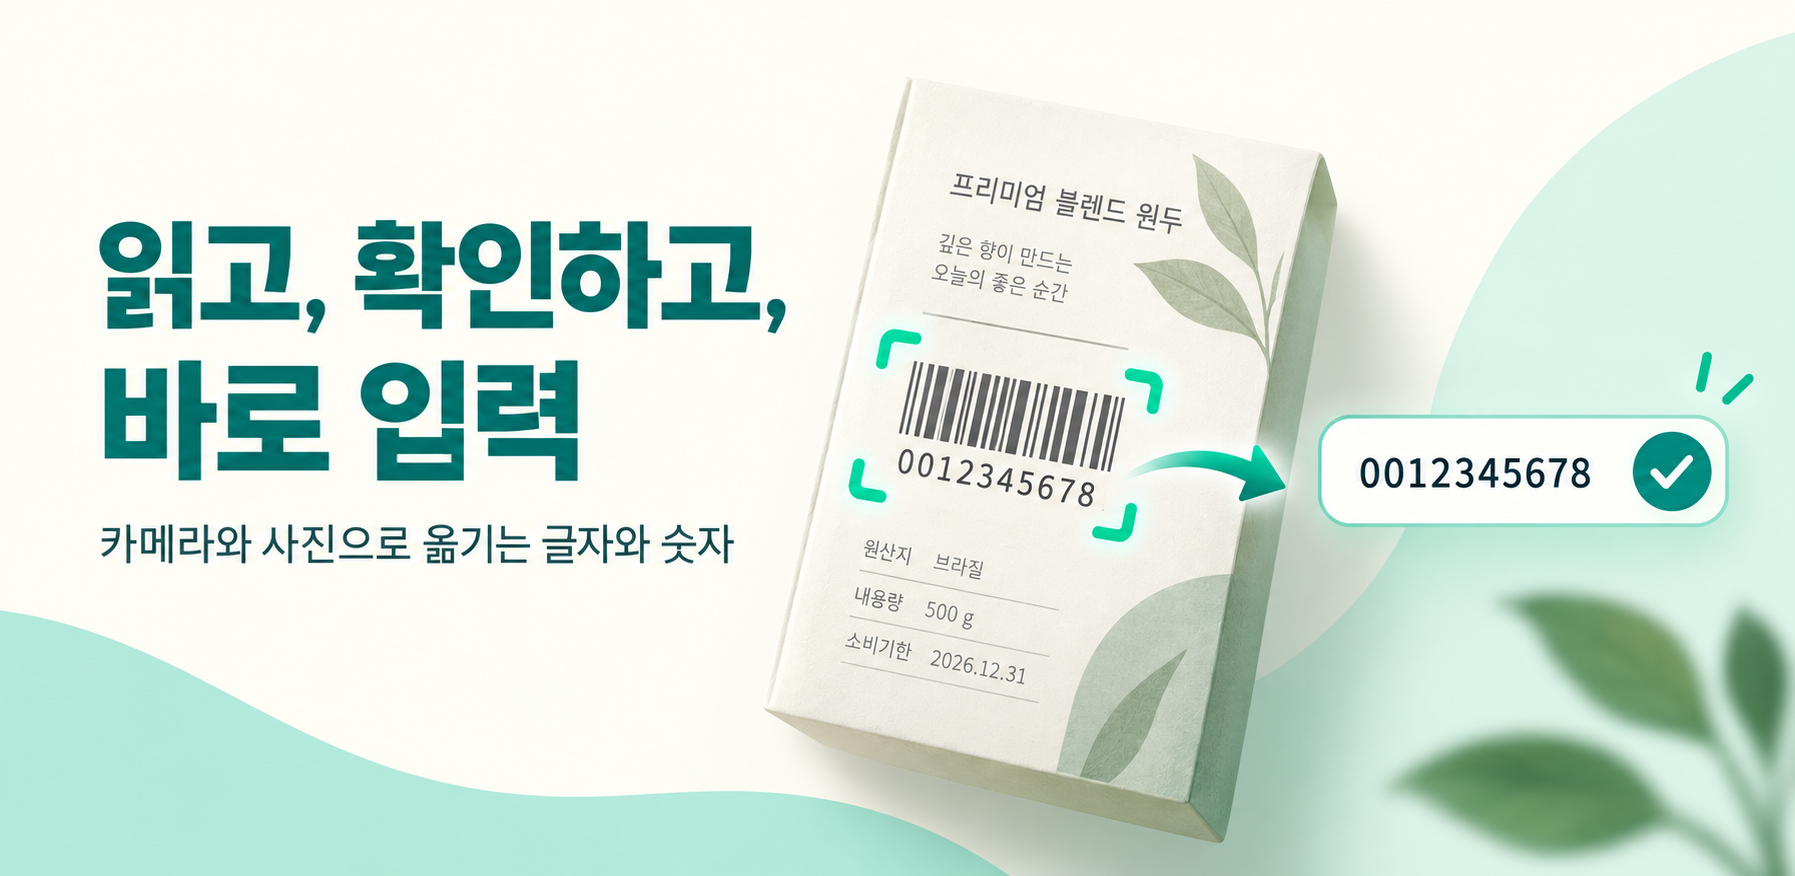 읽고, 확인하고,
바로 입력
카메라와 사진으로 옮기는 글자와 숫자
프리미엄 블렌드 원두
깊은 향이 만드는
오늘의 좋은 순간
0012345678
원산지 브라질
내용량 500 g
소비기한 2026.12.31
0012345678